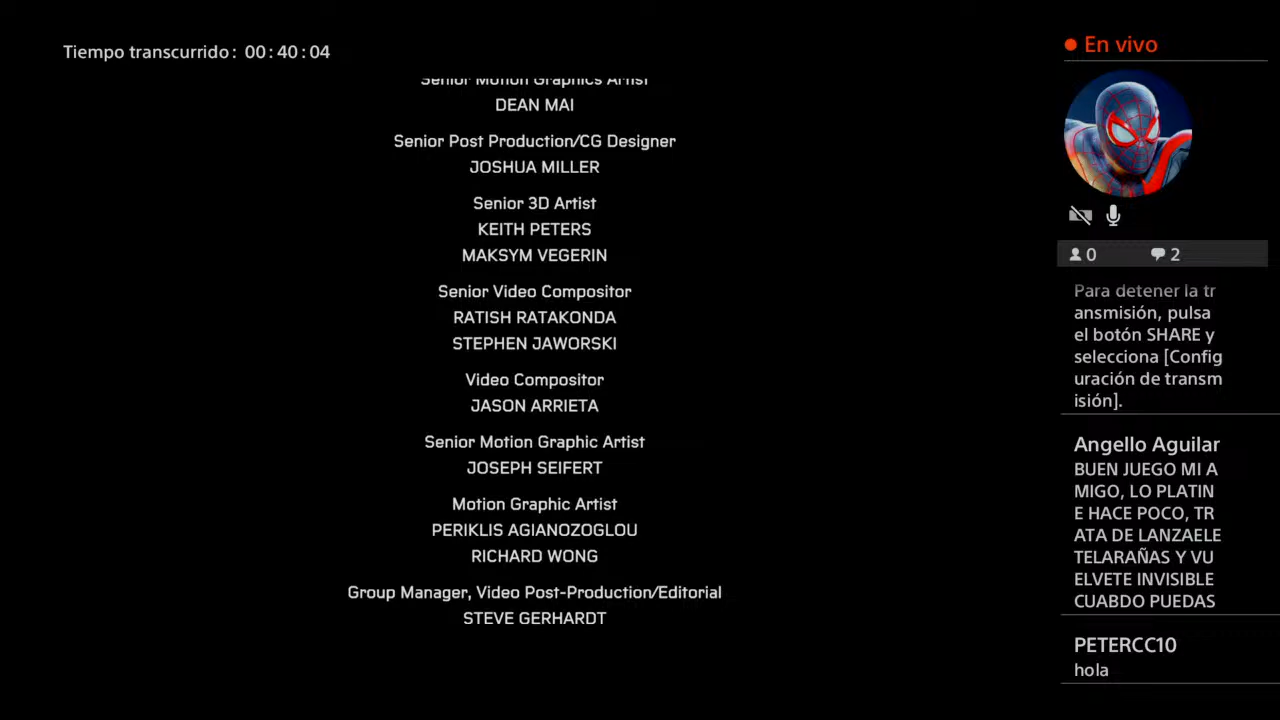 Tiempo transcurrido: 00:40:04
Senior Motion Graphics Artist
DEAN MAI
Senior Post Production/CG Designer
JOSHUA MILLER
Senior 3D Artist
KEITH PETERS
MAKSYM VEGERIN
Senior Video Compositor
RATISH RATAKONDA
STEPHEN JAWORSKI
Video Compositor
JASON ARRIETA
Senior Motion Graphic Artist
JOSEPH SEIFERT
Motion Graphic Artist
PERIKLIS AGIANOZOGLOU
RICHARD WONG
Group Manager, Video Post-Production/Editorial
STEVE GERHARDT
En vivo
0 2
Para detener la tr
ansmisión, pulsa
el botón SHARE y
selecciona [Config
uración de transm
isión].
Angello Aguilar
BUEN JUEGO MI A
MIGO, LO PLATIN
E HACE POCO, TR
ATA DE LANZAELE
TELARAÑAS Y VU
ELVETE INVISIBLE
CUABDO PUEDAS
PETERCC10
hola